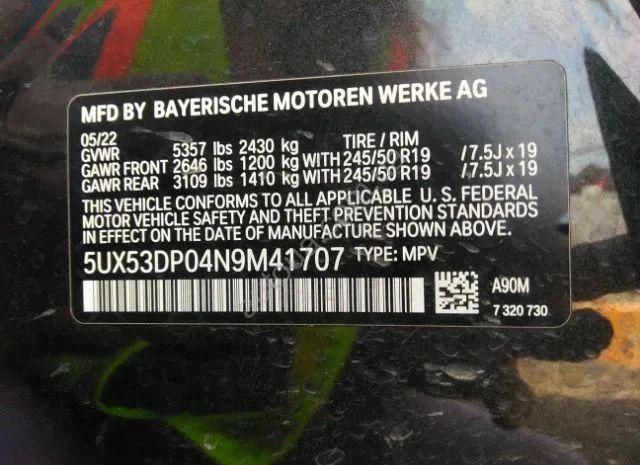 MFD BY BAYERISCHE MOTOREN WERKE AG
05/22 TIRE / RIM
GVWR 5357 lbs 2430 kg
GAWR FRONT 2646 lbs 1200 kg WITH 245/50 R19 /7.5J x 19
GAWR REAR 3109 lbs 1410 kg WITH 245/50 R19 /7.5J x 19
THIS VEHICLE CONFORMS TO ALL APPLICABLE U. S. FEDERAL
MOTOR VEHICLE SAFETY AND THEFT PREVENTION STANDARDS
IN EFFECT ON THE DATE OF MANUFACTURE SHOWN ABOVE.
5UX53DP04N9M41707 TYPE: MPV
A90M
7 320 730